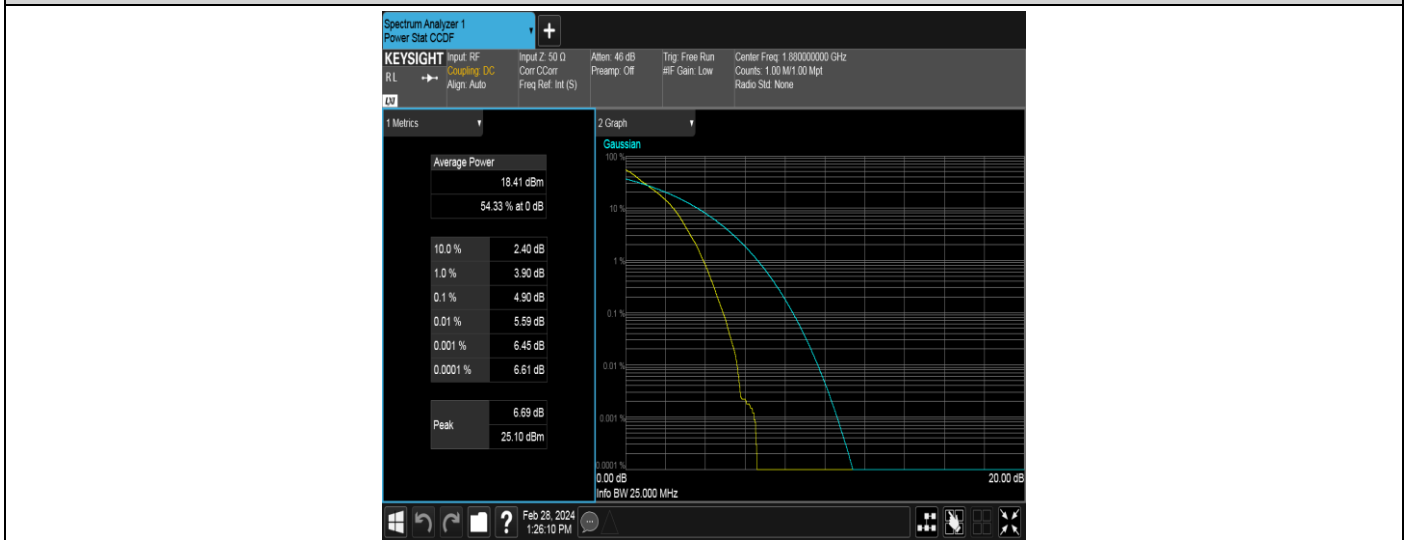 Spectrum Analyzer 1
Power Stat CCDF
+
KEYSIGHT
RL
LXI
Input: RF
Coupling: DC
Align: Auto
Input Z: 50 Ω
Corr CCorr
Freq Ref: Int (S)
Atten: 46 dB
Preamp: Off
Trig: Free Run
#IF Gain: Low
Center Freq: 1.880000000 GHz
Counts: 1.00 M/1.00 Mpt
Radio Std: None
1 Metrics
Average Power
18.41 dBm
54.33 % at 0 dB
10.0 % 2.40 dB
1.0 % 3.90 dB
0.1 % 4.90 dB
0.01 % 5.59 dB
0.001 % 6.45 dB
0.0001 % 6.61 dB
Peak
6.69 dB
25.10 dBm
2 Graph
Gaussian
100 %
10 %
1 %
0.1 %
0.01 %
0.001 %
0.0001 %
0.00 dB
20.00 dB
Info BW 25.000 MHz
?
Feb 28, 2024
1:26:10 PM